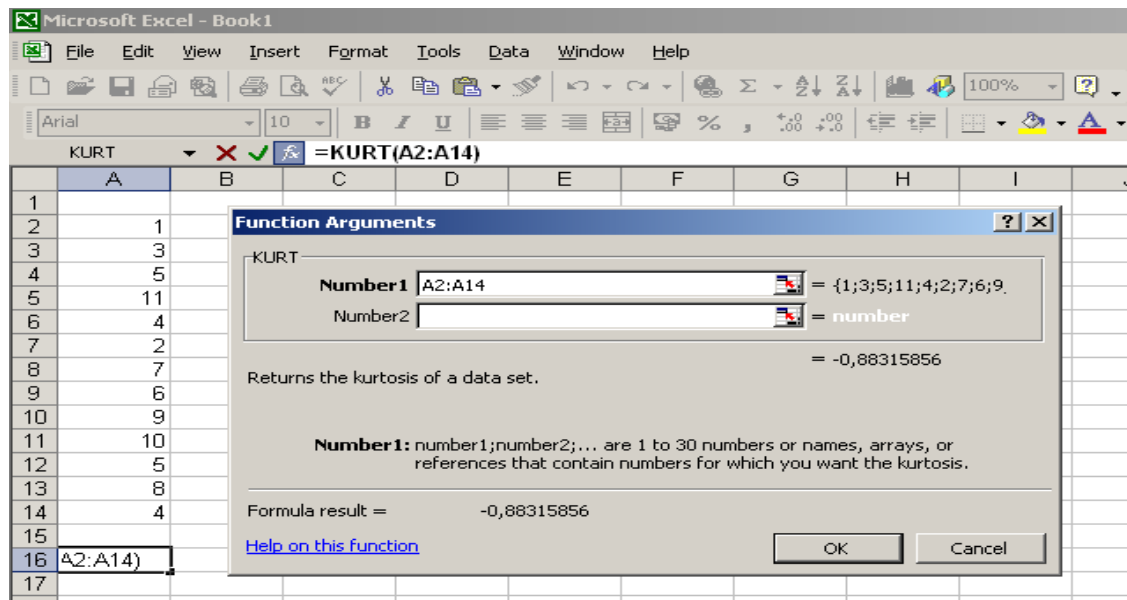 Microsoft Excel - Book1
File Edit View Insert Format Tools Data Window Help
ABC Σ A Z Z A 100% ?
Arial 10 B I U % , ,00 ,00 A
KURT fx =KURT(A2:A14)
A B C D E F G H I
1
2 1
3 3
4 5
5 11
6 4
7 2
8 7
9 6
10 9
11 10
12 5
13 8
14 4
15
16 A2:A14)
17
Function Arguments ? X
KURT
Number1 A2:A14 = {1;3;5;11;4;2;7;6;9
Number2 = number
= -0,88315856
Returns the kurtosis of a data set.
Number1: number1;number2;... are 1 to 30 numbers or names, arrays, or
references that contain numbers for which you want the kurtosis.
Formula result = -0,88315856
Help on this function OK Cancel